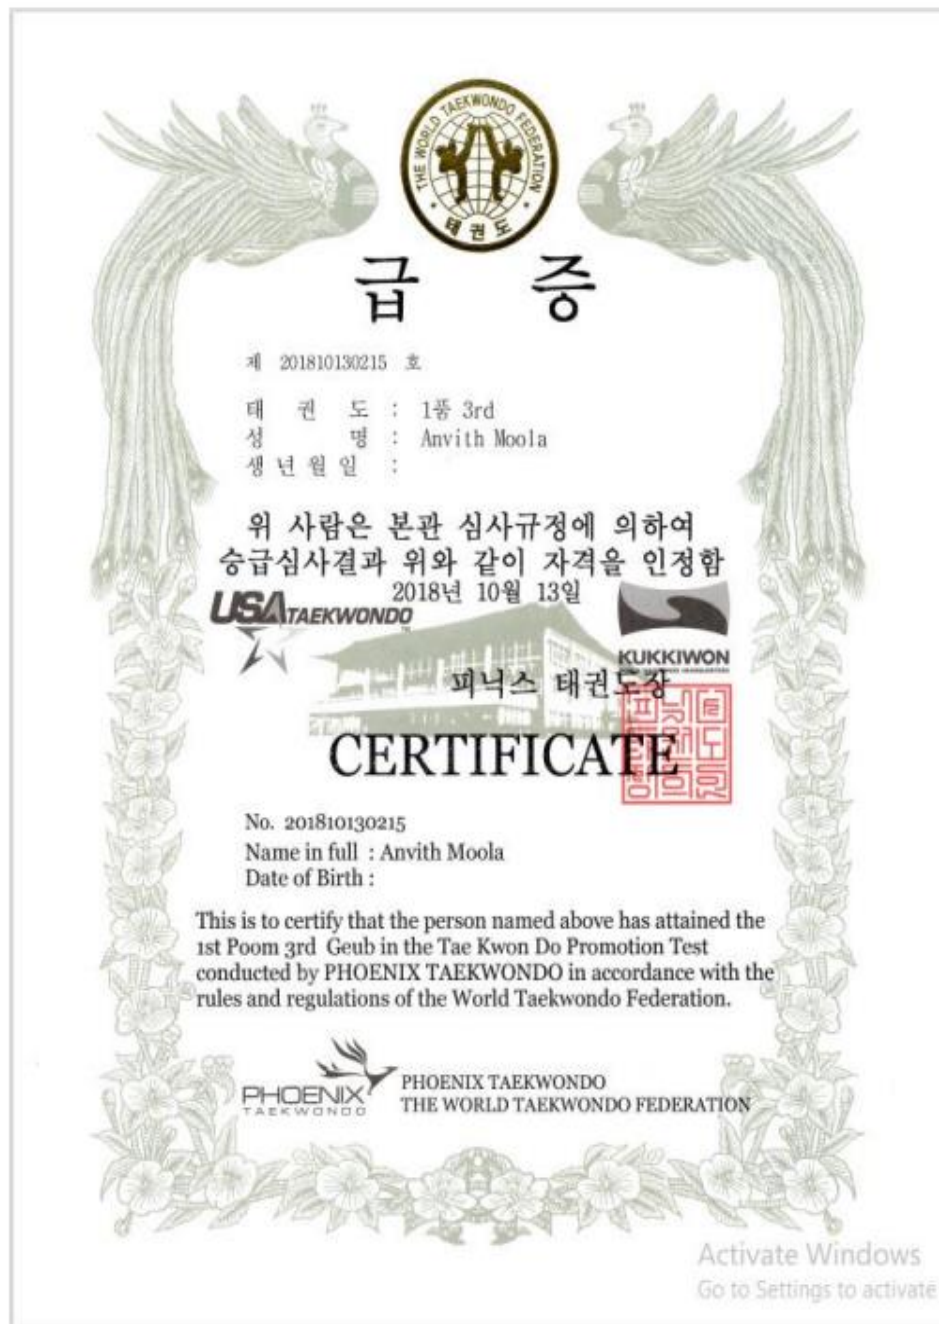 THE WORLD TAEKWONDO FEDERATION
태권도
급 증
제 201810130215 호
태 권 도 : 1품 3rd
성 명 : Anvith Moola
생년월일 :
위 사람은 본관 심사규정에 의하여
승급심사결과 위와 같이 자격을 인정함
2018년 10월 13일
USA TAEKWONDO
KUKKIWON
피닉스 태권도장
CERTIFICATE
No. 201810130215
Name in full : Anvith Moola
Date of Birth :
This is to certify that the person named above has attained the
1st Poom 3rd Geub in the Tae Kwon Do Promotion Test
conducted by PHOENIX TAEKWONDO in accordance with the
rules and regulations of the World Taekwondo Federation.
PHOENIX
TAEKWONDO
PHOENIX TAEKWONDO
THE WORLD TAEKWONDO FEDERATION
Activate Windows
Go to Settings to activate